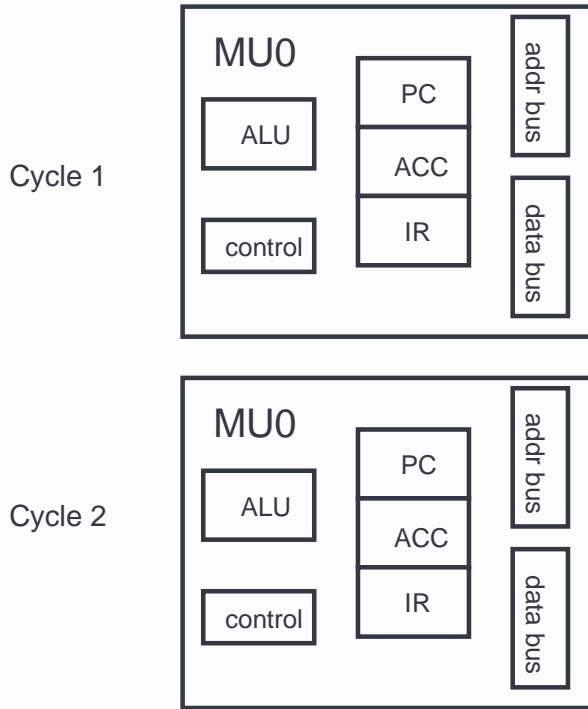 Cycle 1
MU0
ALU
control
PC
ACC
IR
addr bus
data bus
Cycle 2
MU0
ALU
control
PC
ACC
IR
addr bus
data bus